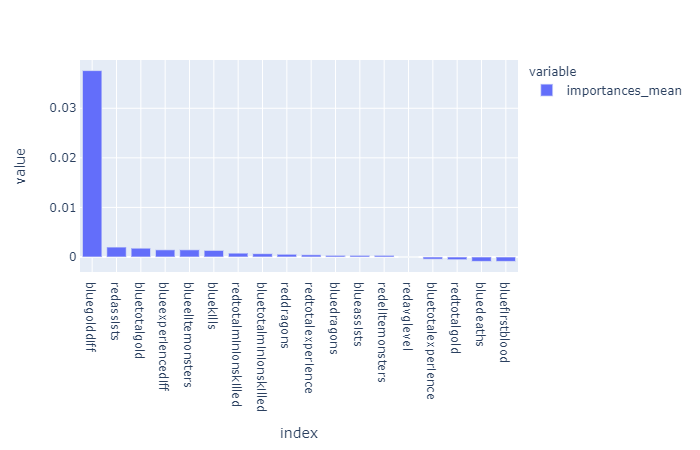 variable
importances_mean
value
0.03
0.02
0.01
0
bluegolddiff
redassists
bluetotalgold
blueexperiencediff
blueelitemonsters
bluekills
redtotalminionskilled
bluetotalminionskilled
reddragons
redtotalexperience
bluedragons
blueassists
redelitemonsters
redavglevel
bluetotalexperience
redtotalgold
bluedeaths
bluefirstblood
index